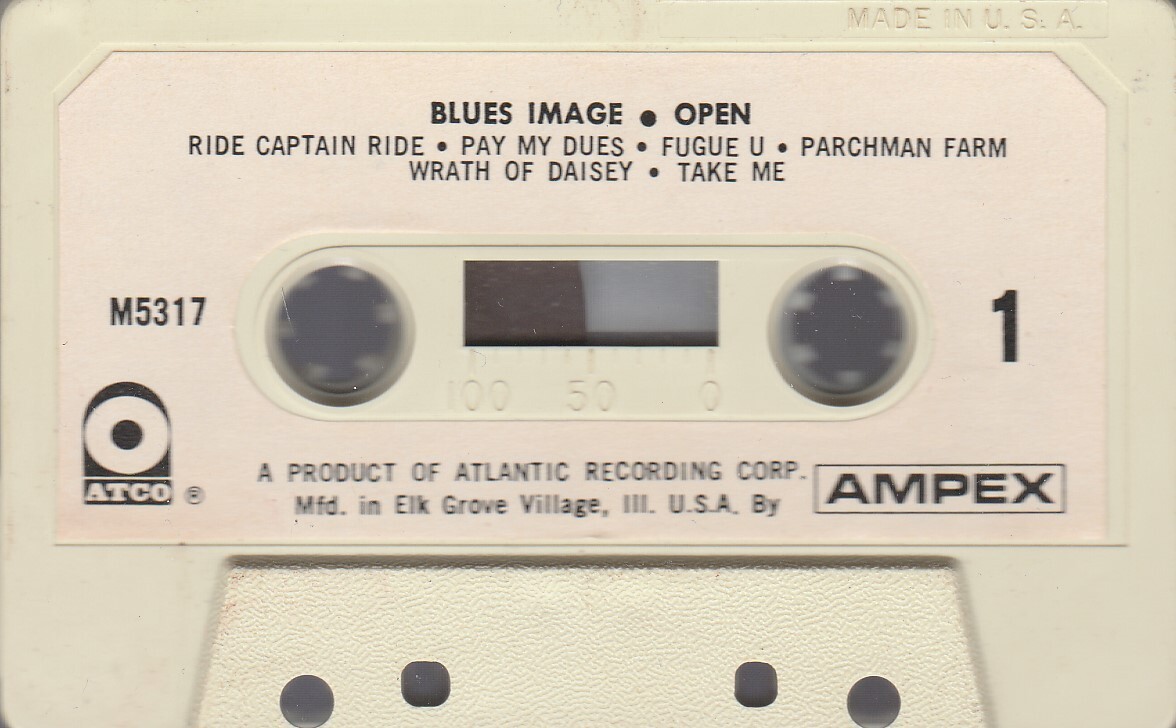 MADE IN U. S. A.
BLUES IMAGE • OPEN
RIDE CAPTAIN RIDE • PAY MY DUES • FUGUE U • PARCHMAN FARM
WRATH OF DAISEY • TAKE ME
M5317
1
100 50 0
ATCO ®
A PRODUCT OF ATLANTIC RECORDING CORP.
Mfd. in Elk Grove Village, Ill. U.S.A. By
AMPEX